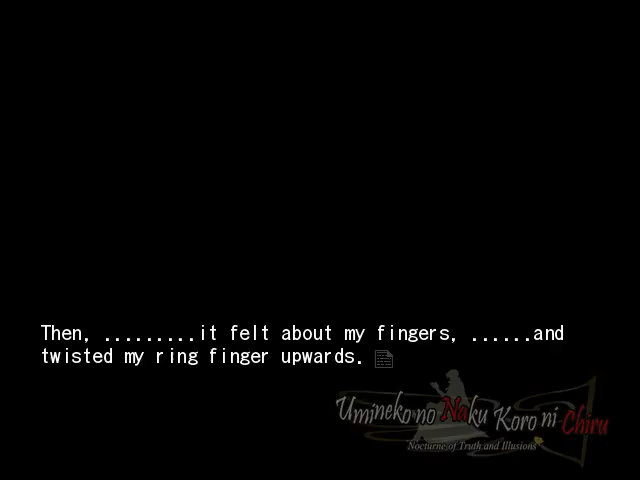 Then, .........it felt about my fingers, ......and
twisted my ring finger upwards.
Umineko no Naku Koro ni Chiru
Nocturne of Truth and Illusions